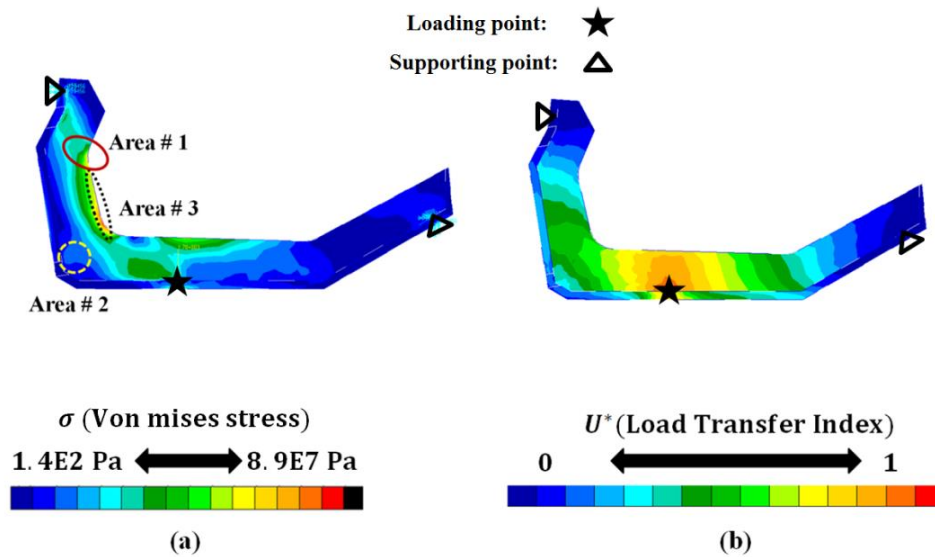 Loading point:
Supporting point:
Area # 1
Area # 3
Area # 2
σ (Von mises stress)
1.4E2 Pa 8.9E7 Pa
(a)
U* (Load Transfer Index)
0 1
(b)